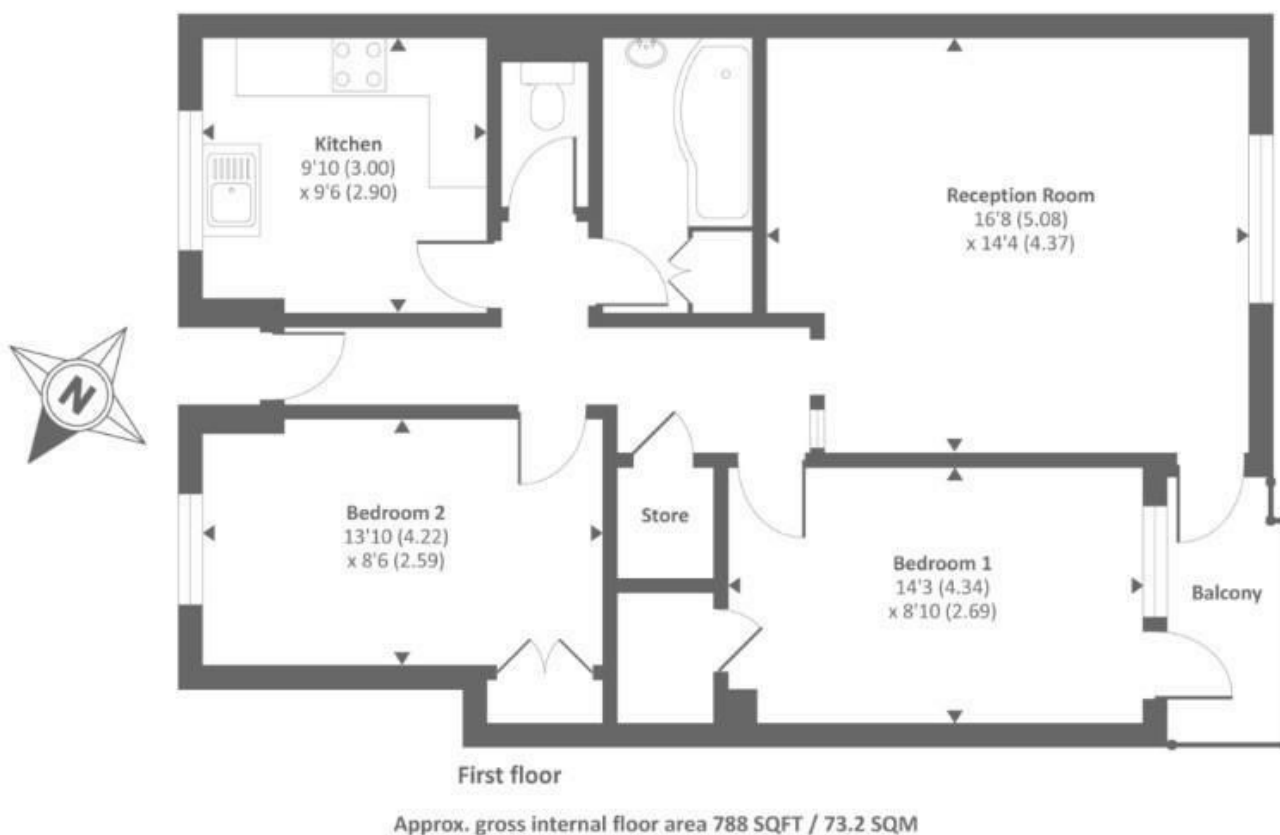 Kitchen
9'10 (3.00)
x 9'6 (2.90)
Reception Room
16'8 (5.08)
x 14'4 (4.37)
N
Bedroom 2
13'10 (4.22)
x 8'6 (2.59)
Store
Bedroom 1
14'3 (4.34)
x 8'10 (2.69)
Balcony
First floor
Approx. gross internal floor area 788 SQFT / 73.2 SQM